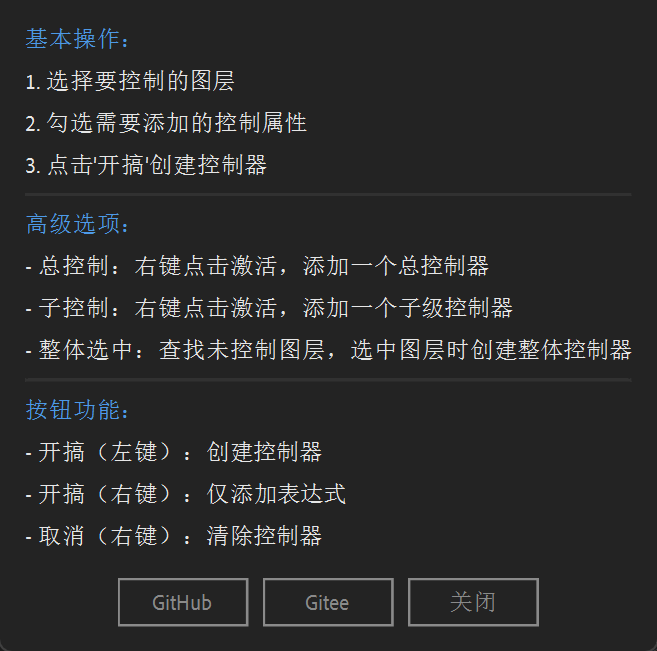 基本操作：
1. 选择要控制的图层
2. 勾选需要添加的控制属性
3. 点击'开搞'创建控制器
高级选项：
- 总控制：右键点击激活，添加一个总控制器
- 子控制：右键点击激活，添加一个子级控制器
- 整体选中：查找未控制图层，选中图层时创建整体控制器
按钮功能：
- 开搞（左键）：创建控制器
- 开搞（右键）：仅添加表达式
- 取消（右键）：清除控制器
GitHub Gitee 关闭